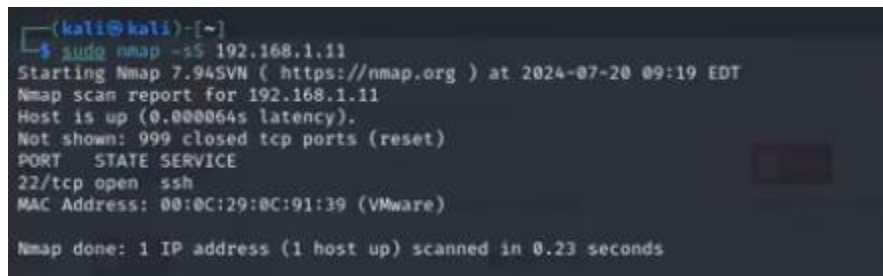 (kali㉿kali)-[~]
$ sudo nmap -sS 192.168.1.11
Starting Nmap 7.94SVN ( https://nmap.org ) at 2024-07-20 09:19 EDT
Nmap scan report for 192.168.1.11
Host is up (0.000064s latency).
Not shown: 999 closed tcp ports (reset)
PORT   STATE SERVICE
22/tcp open  ssh
MAC Address: 00:0C:29:0C:91:39 (VMware)
Nmap done: 1 IP address (1 host up) scanned in 0.23 seconds